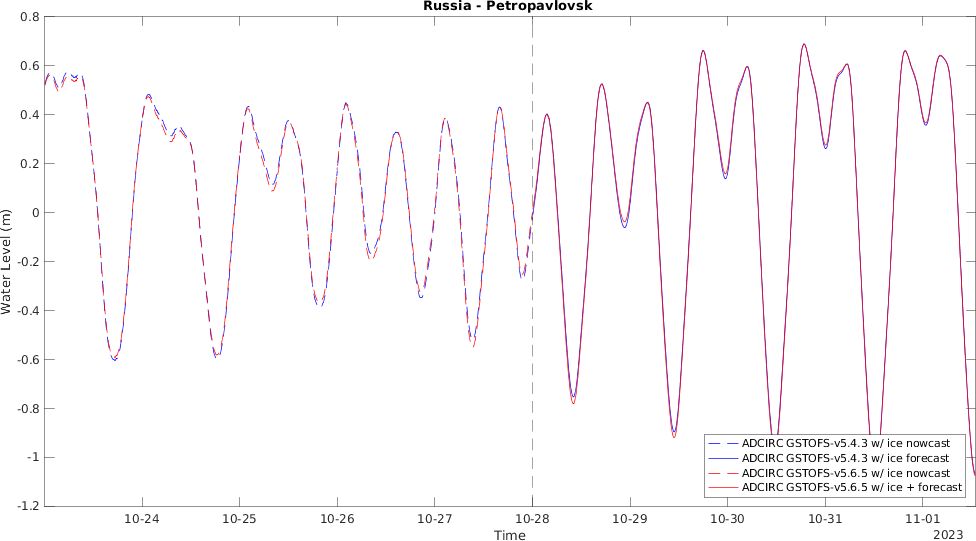 Russia - Petropavlovsk
0.8
0.6
0.4
0.2
0
-0.2
-0.4
-0.6
-0.8
-1
-1.2
Water Level (m)
ADCIRC GSTOFS-v5.4.3 w/ ice nowcast
ADCIRC GSTOFS-v5.4.3 w/ ice forecast
ADCIRC GSTOFS-v5.6.5 w/ ice nowcast
ADCIRC GSTOFS-v5.6.5 w/ ice + forecast
10-24 10-25 10-26 10-27 10-28 10-29 10-30 10-31 11-01
Time
2023